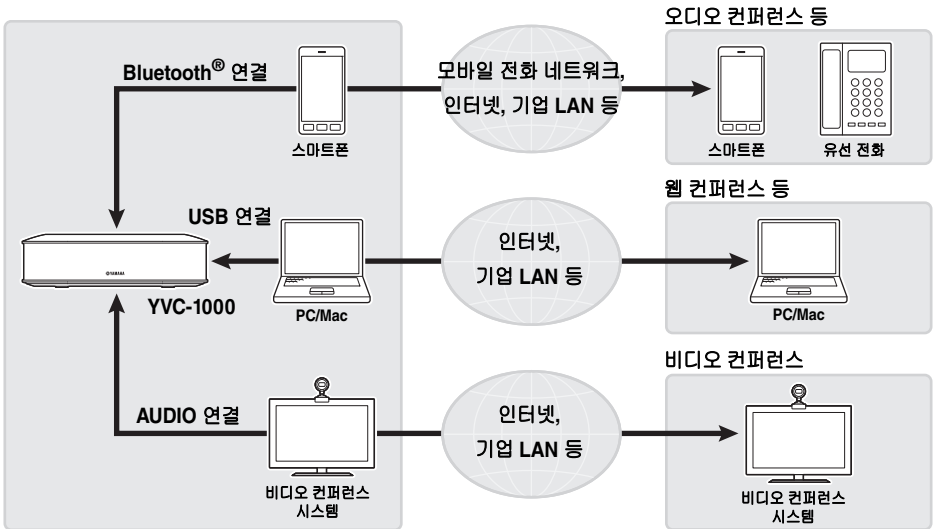 오디오 컨퍼런스 등
Bluetooth® 연결
스마트폰
모바일 전화 네트워크,
인터넷, 기업 LAN 등
스마트폰
유선 전화
웹 컨퍼런스 등
USB 연결
YAMAHA
YVC-1000
PC/Mac
인터넷,
기업 LAN 등
PC/Mac
비디오 컨퍼런스
AUDIO 연결
비디오 컨퍼런스
시스템
인터넷,
기업 LAN 등
비디오 컨퍼런스
시스템